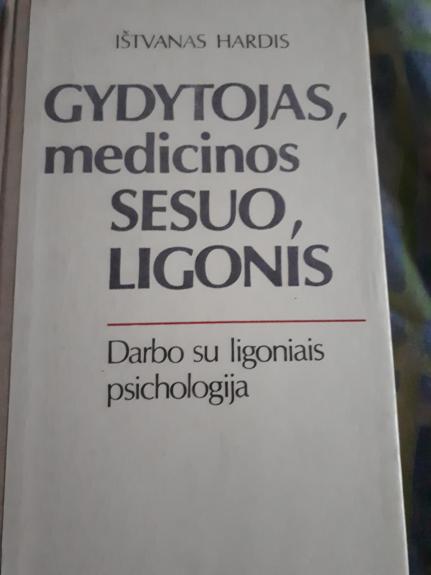 IŠTVANAS HARDIS
GYDYTOJAS,
medicinos
SESUO,
LIGONIS
Darbo su ligoniais
psichologija